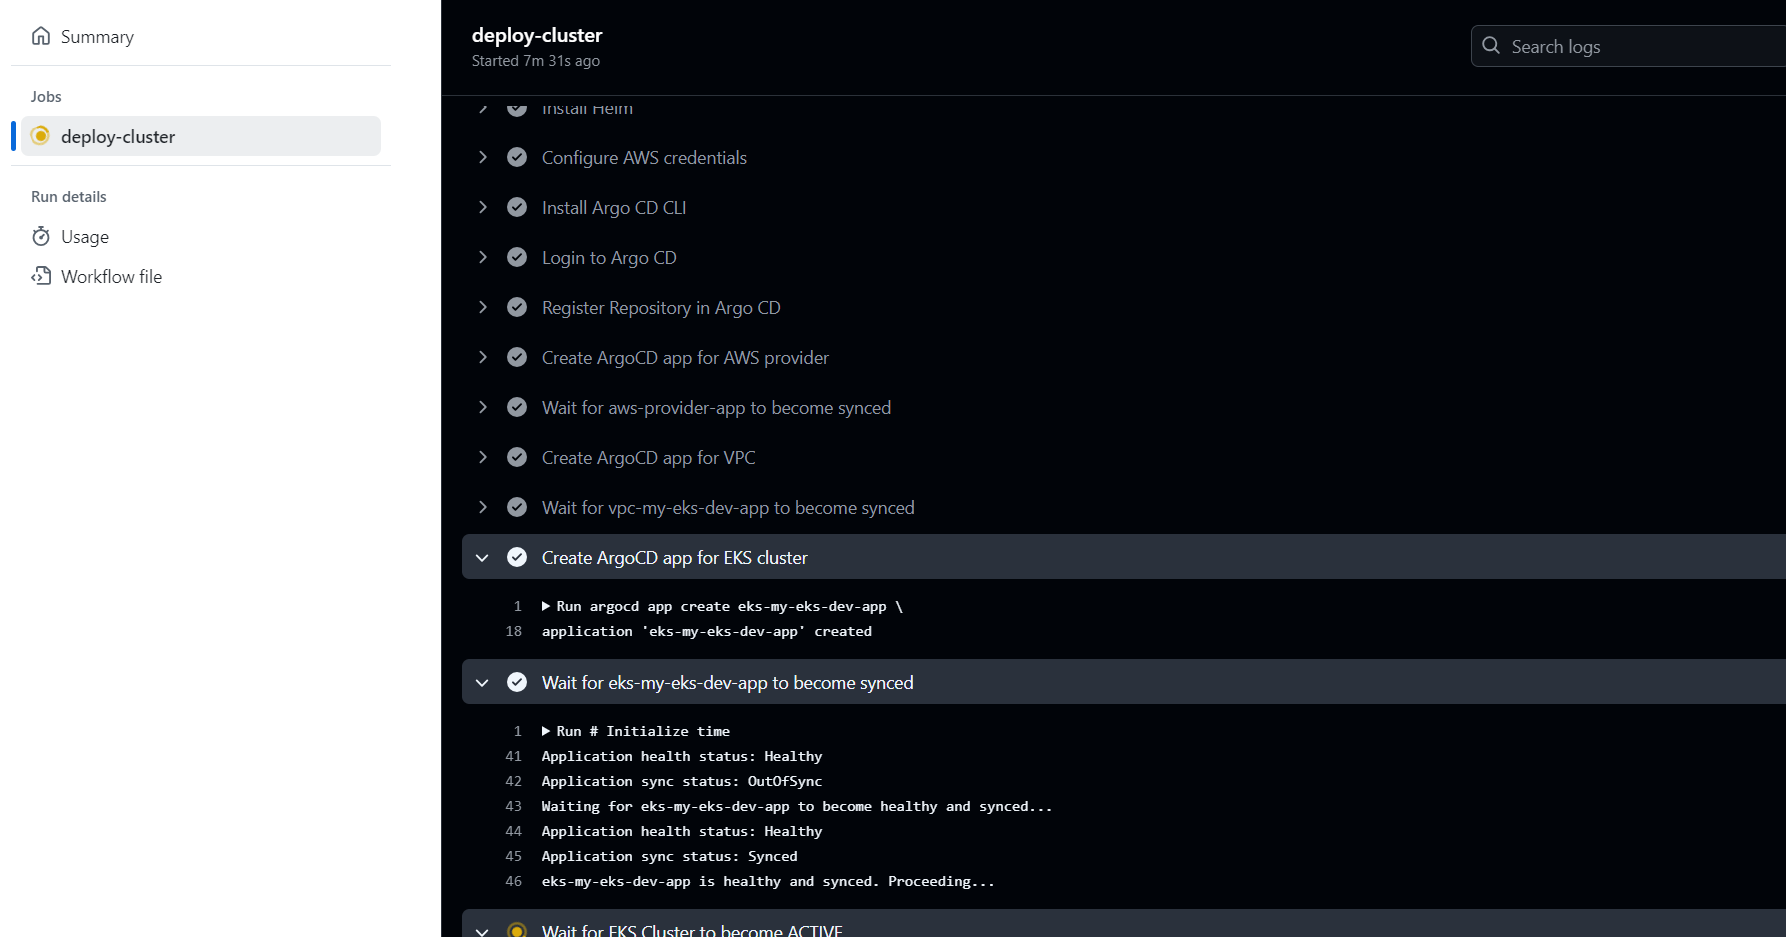 Summary
Jobs
deploy-cluster
Run details
Usage
Workflow file
deploy-cluster
Started 7m 31s ago
Search logs
Install Helm
Configure AWS credentials
Install Argo CD CLI
Login to Argo CD
Register Repository in Argo CD
Create ArgoCD app for AWS provider
Wait for aws-provider-app to become synced
Create ArgoCD app for VPC
Wait for vpc-my-eks-dev-app to become synced
Create ArgoCD app for EKS cluster
1 Run argocd app create eks-my-eks-dev-app \
18 application 'eks-my-eks-dev-app' created
Wait for eks-my-eks-dev-app to become synced
1 Run # Initialize time
41 Application health status: Healthy
42 Application sync status: OutOfSync
43 Waiting for eks-my-eks-dev-app to become healthy and synced...
44 Application health status: Healthy
45 Application sync status: Synced
46 eks-my-eks-dev-app is healthy and synced. Proceeding...
Wait for EKS Cluster to become ACTIVE